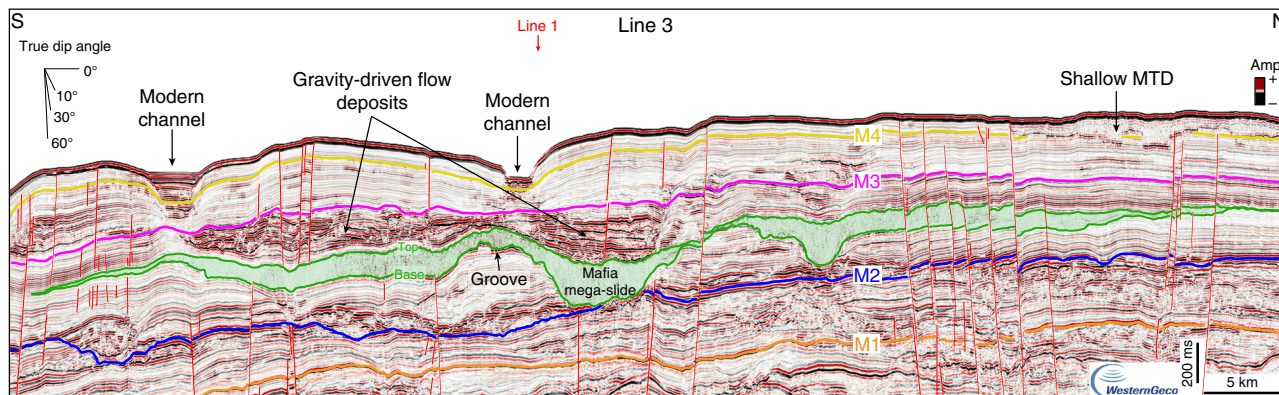 S
Line 1
Line 3
N
True dip angle
0°
10°
30°
60°
Modern
channel
Gravity-driven flow
deposits
Modern
channel
Shallow MTD
Amp
+
–
M4
M3
Top
Base
Groove
Mafia
mega-slide
M2
M1
WesternGeco
200 ms
5 km